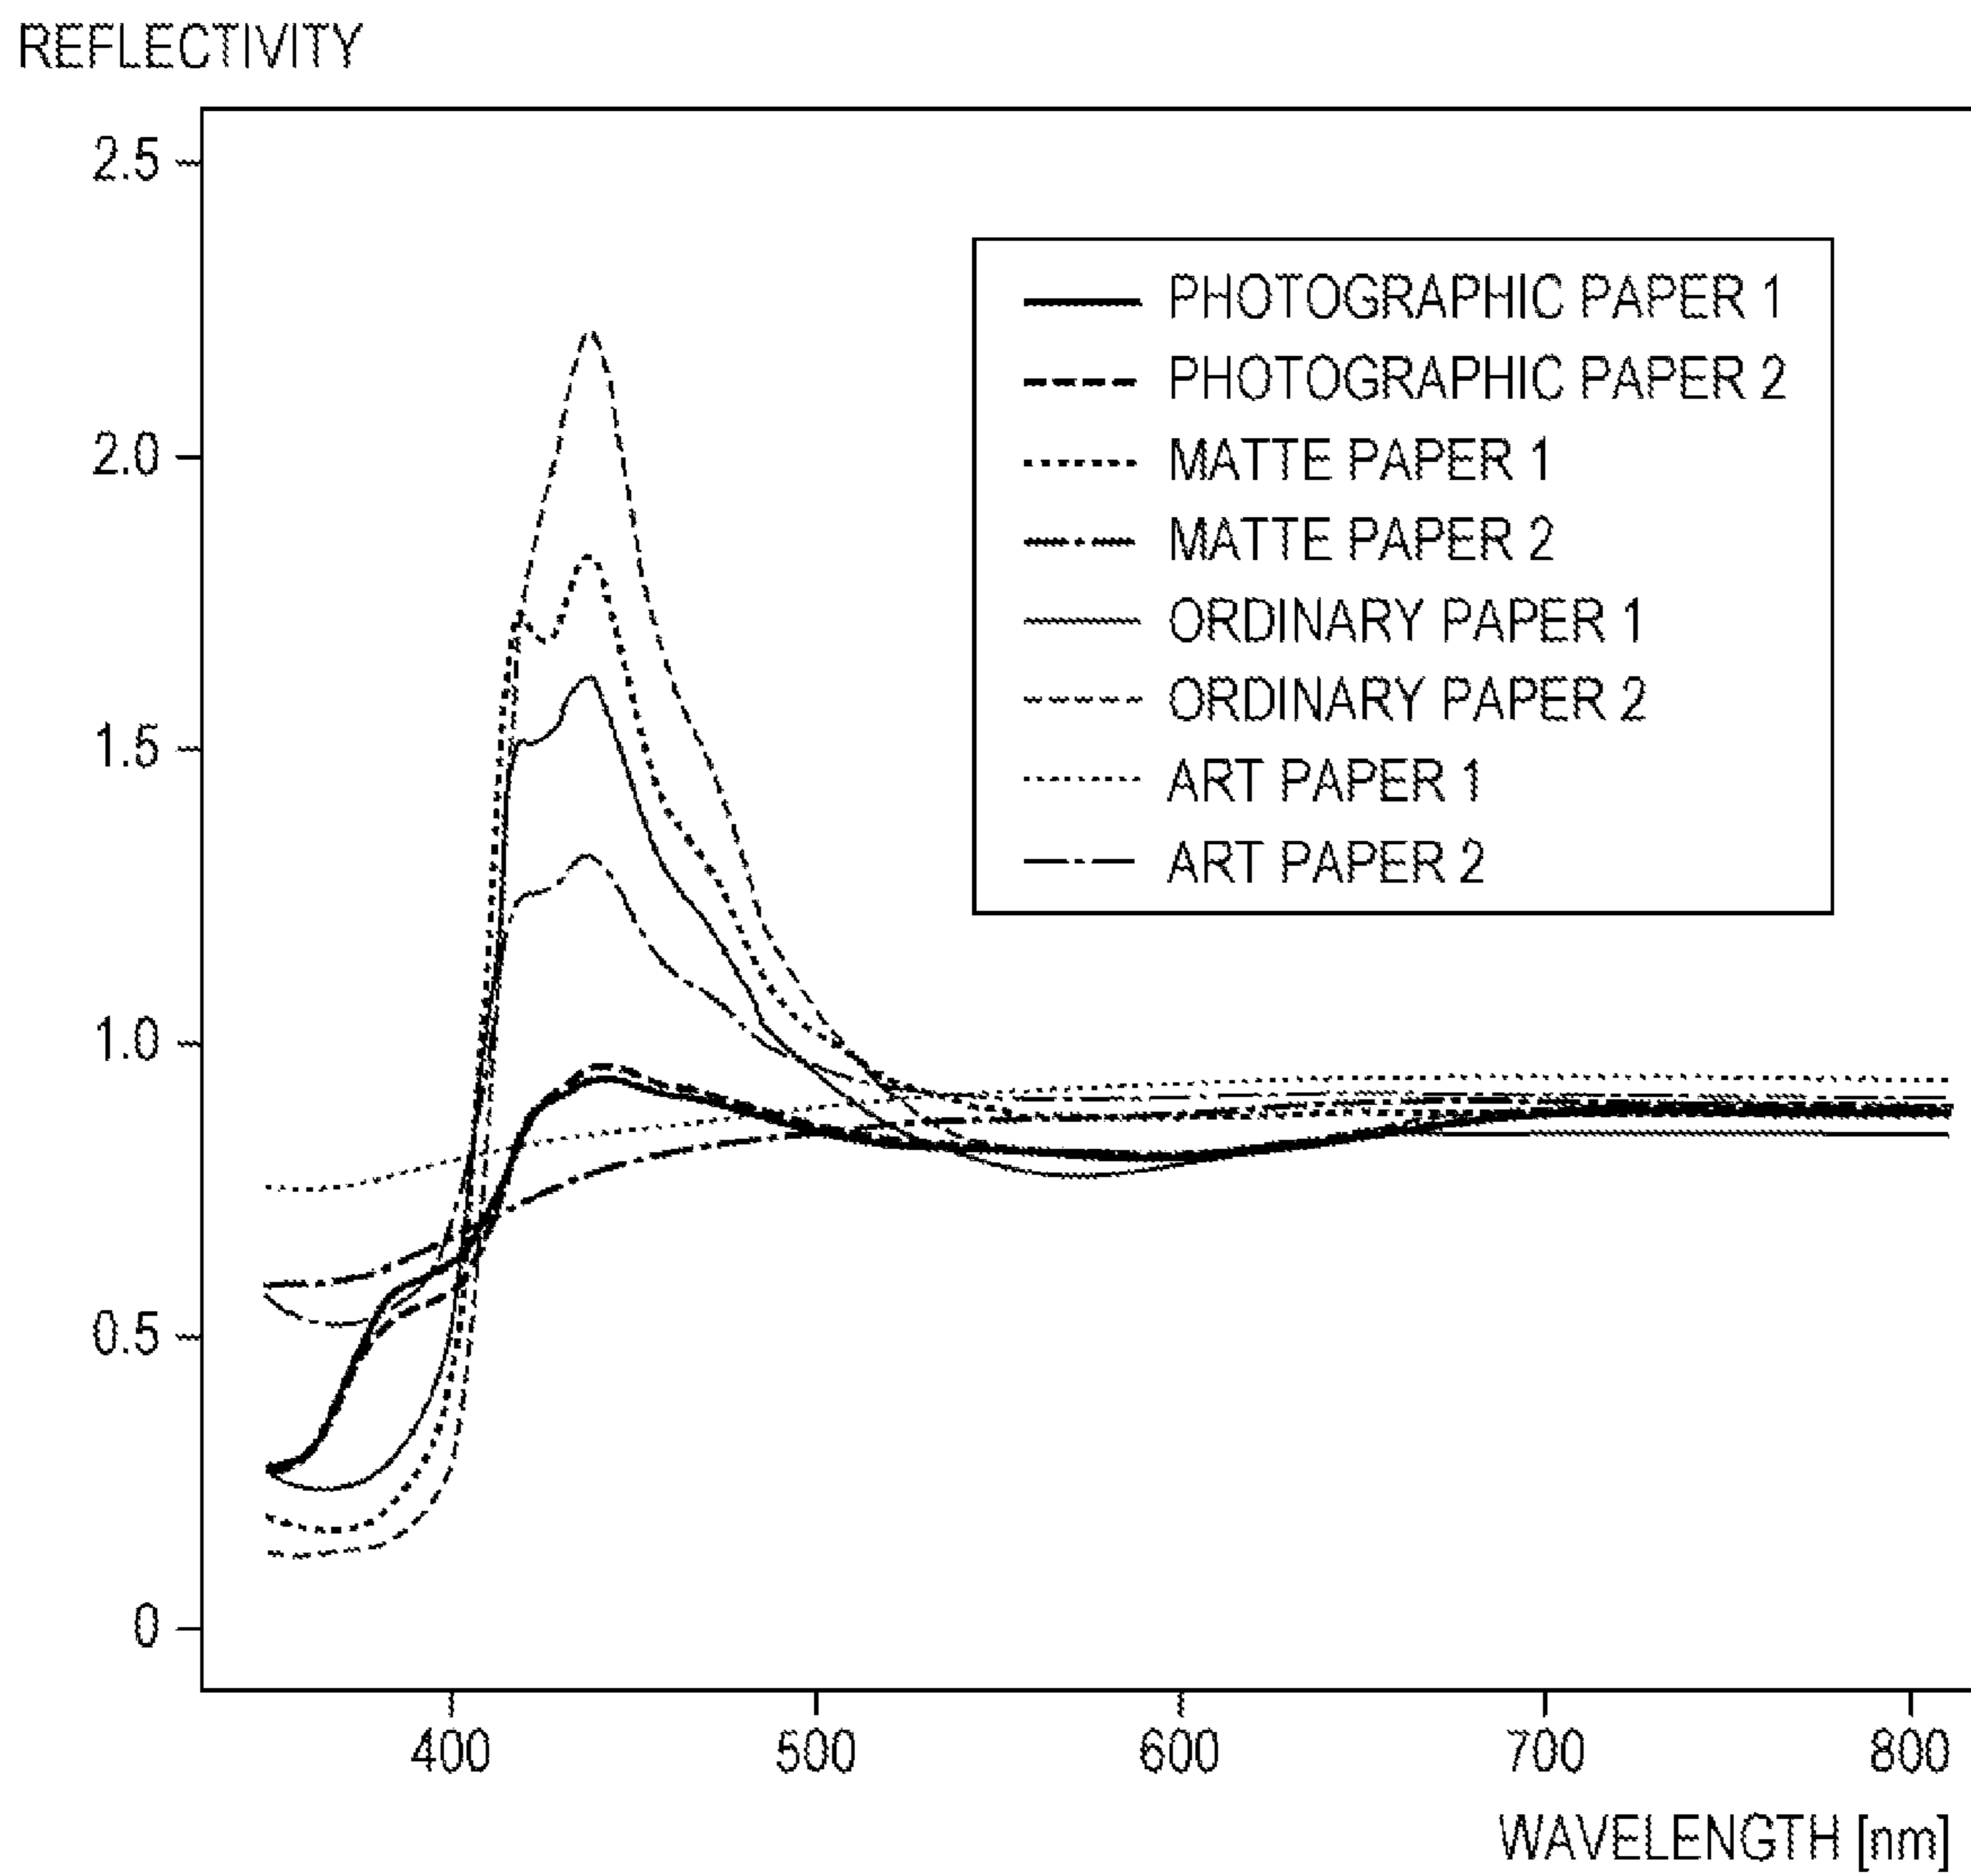 REFLECTIVITY
2.5
2.0
1.5
1.0
0.5
0
PHOTOGRAPHIC PAPER 1
PHOTOGRAPHIC PAPER 2
MATTE PAPER 1
MATTE PAPER 2
ORDINARY PAPER 1
ORDINARY PAPER 2
ART PAPER 1
ART PAPER 2
400 500 600 700 800
WAVELENGTH [nm]